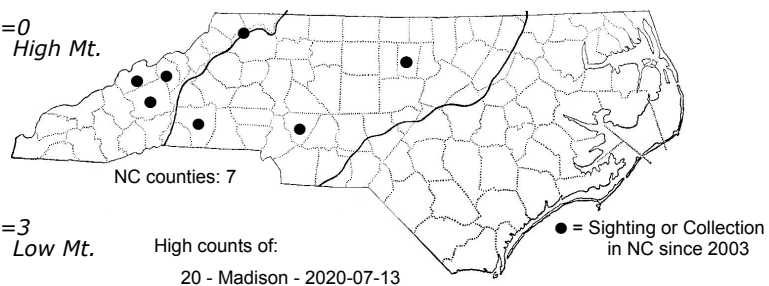 =0
High Mt.
NC counties: 7
=3
Low Mt.
High counts of:
20 - Madison - 2020-07-13
● = Sighting or Collection
in NC since 2003